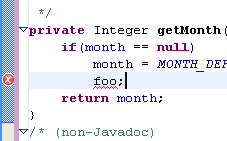 */
private Integer getMonth(
if(month == null)
month = MONTH_DEF
foo;
return month;
}
/* (non-Javadoc)